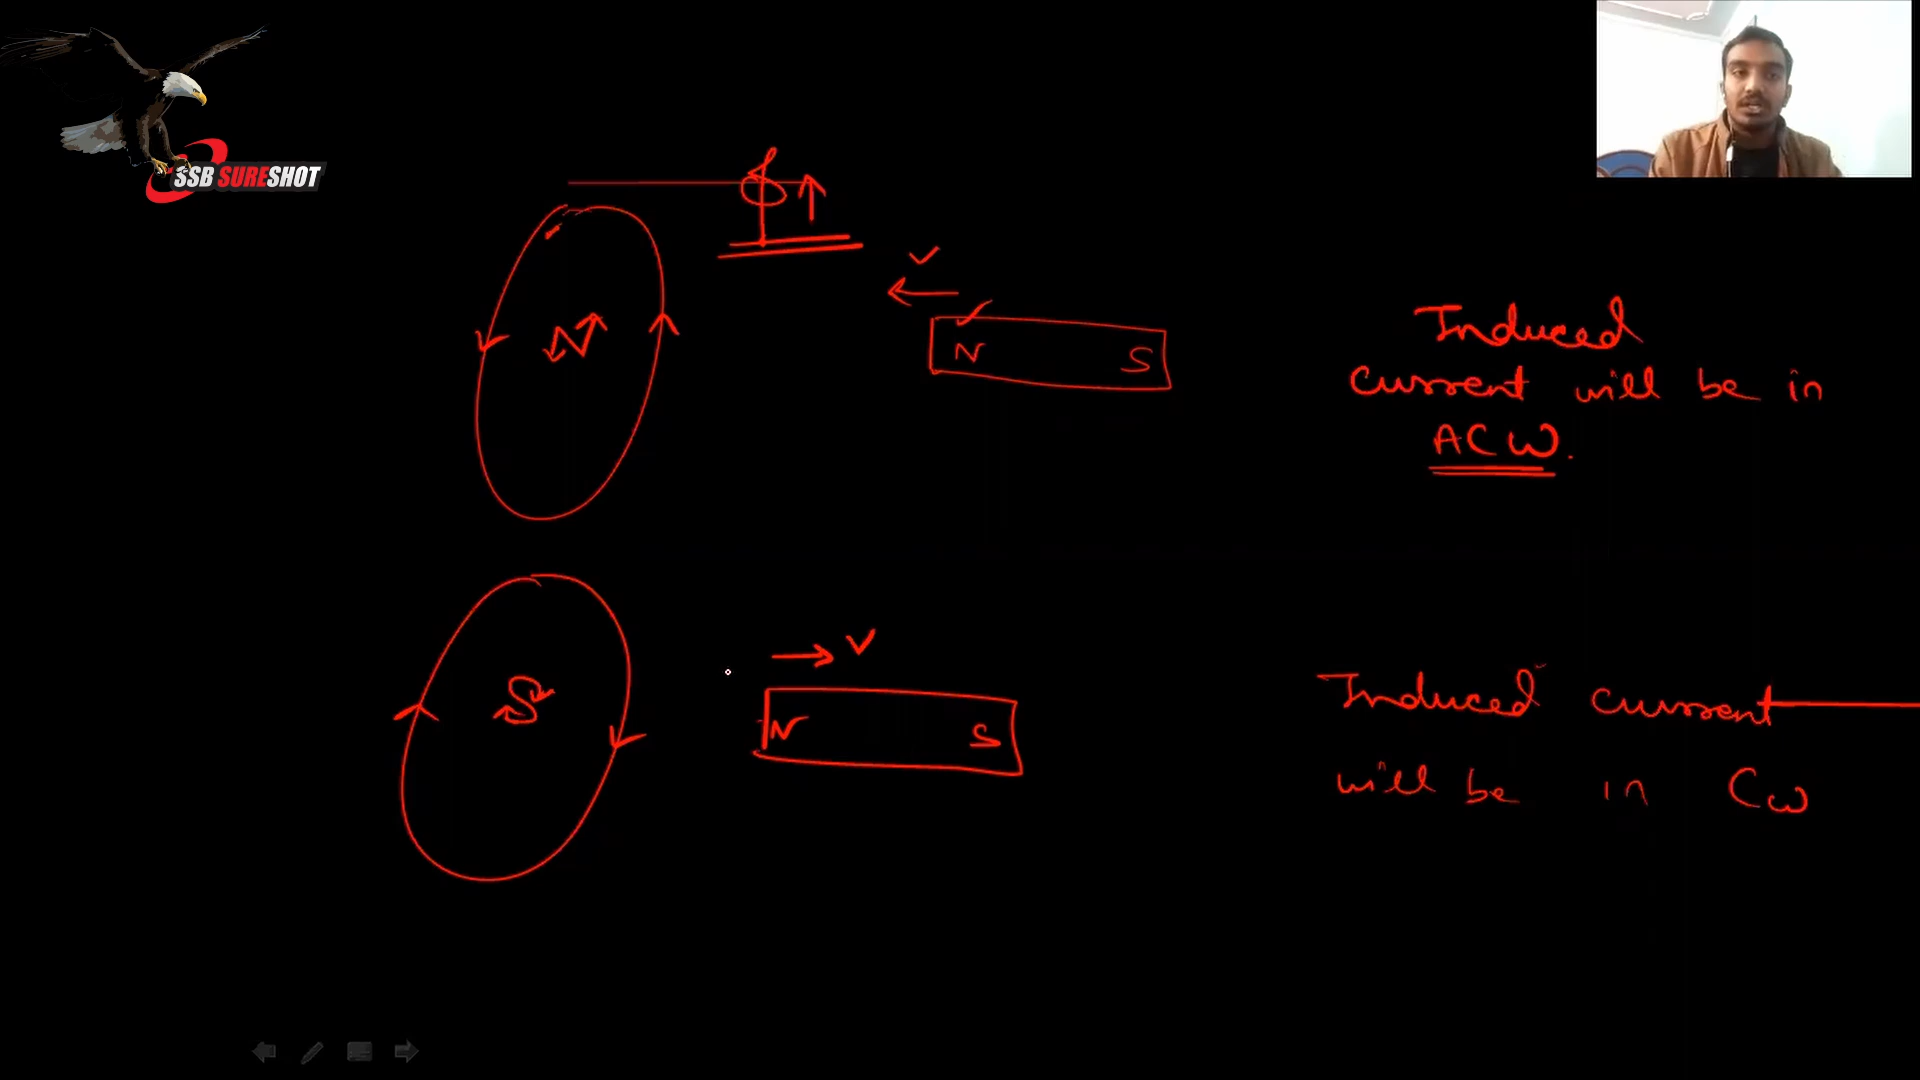 SSB SURESHOT
ϕ↑
v
N
N S
Induced
current will be in
ACW.
v
S
N S
Induced current
will be in Cw